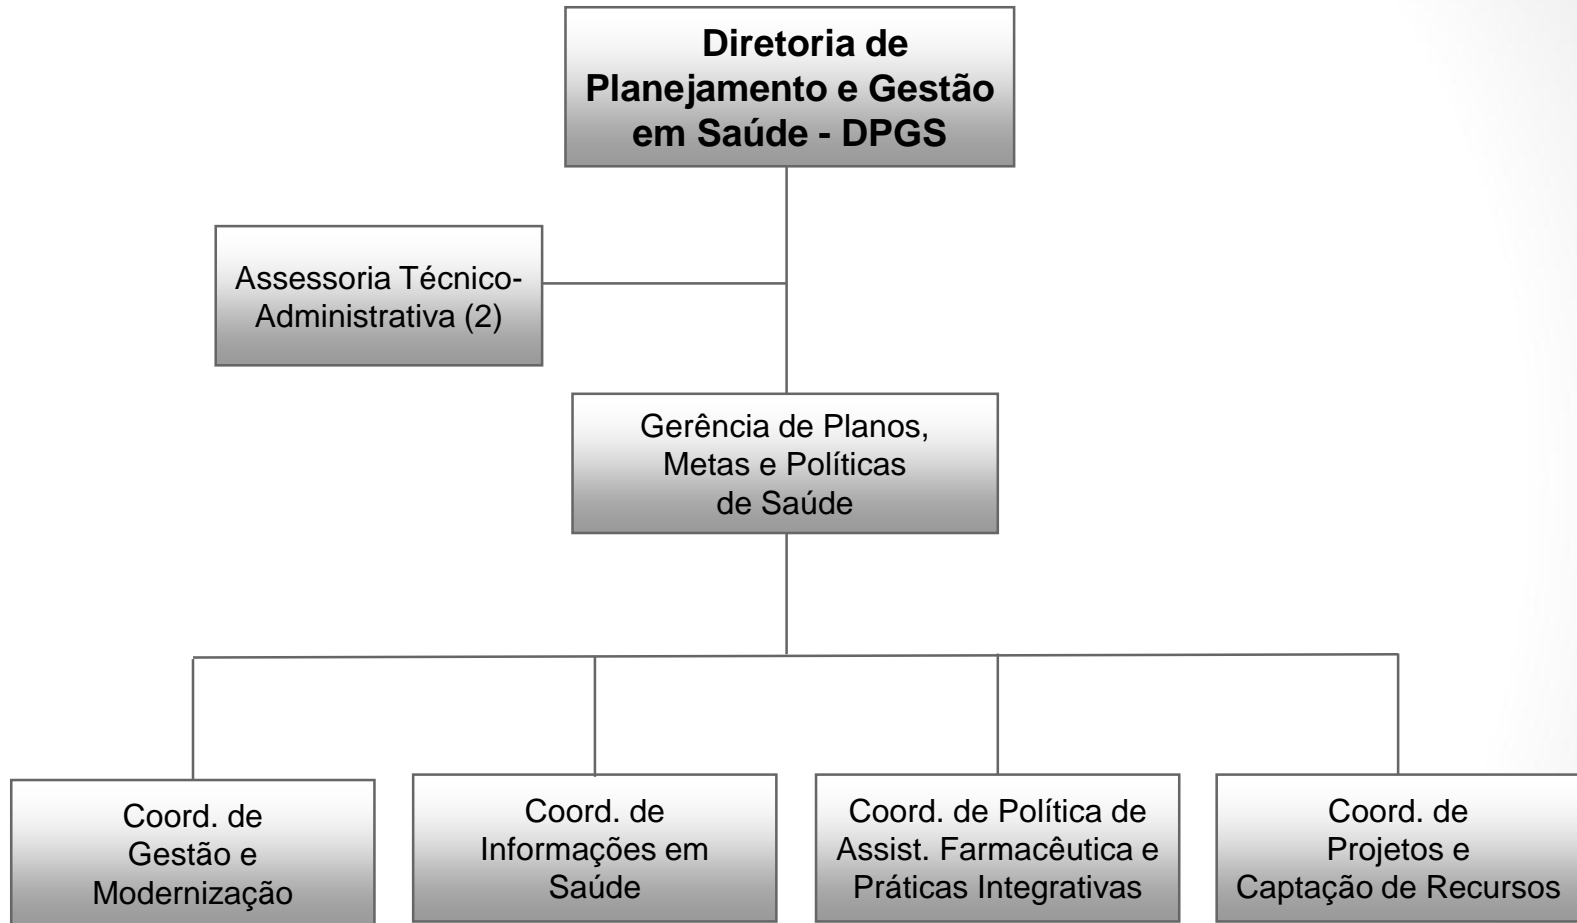 Diretoria de
Planejamento e Gestão
em Saúde - DPGS
Assessoria Técnico-
Administrativa (2)
Gerência de Planos,
Metas e Políticas
de Saúde
Coord. de
Gestão e
Modernização
Coord. de
Informações em
Saúde
Coord. de Política de
Assist. Farmacêutica e
Práticas Integrativas
Coord. de
Projetos e
Captação de Recursos